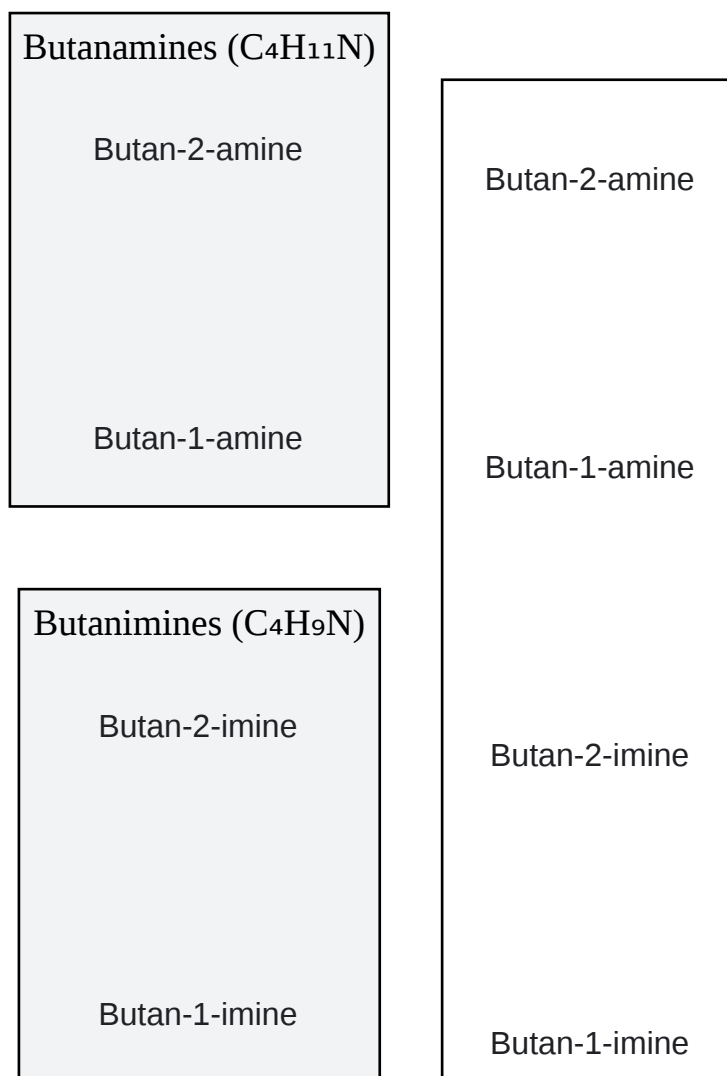 Butanamines (C₄H₁₁N)
Butan-2-amine
Butan-1-amine
Butanimines (C₄H₉N)
Butan-2-imine
Butan-1-imine
Butan-2-amine
Butan-1-amine
Butan-2-imine
Butan-1-imine